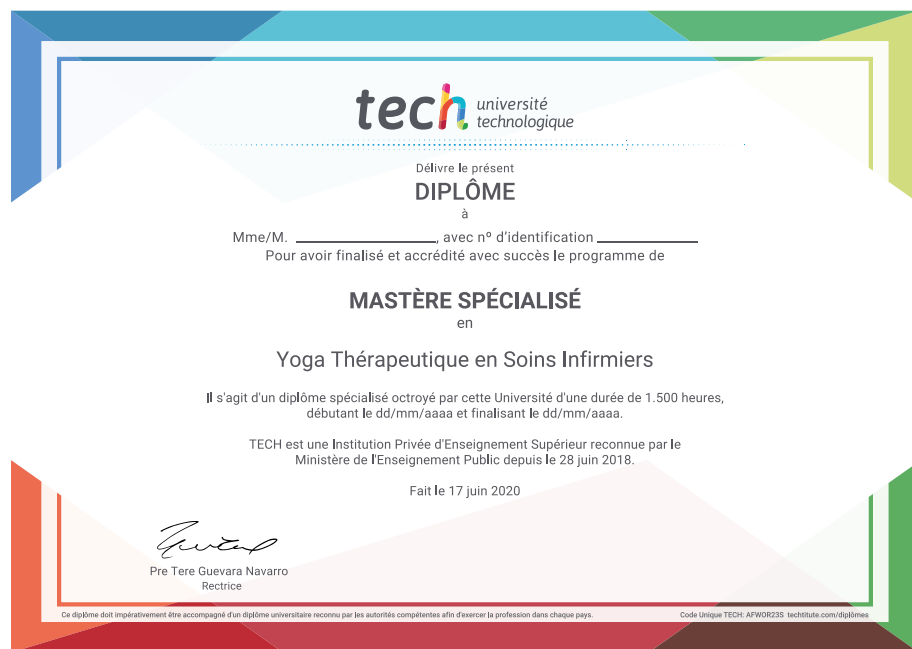 tech université
technologique
Délivre le présent
DIPLÔME
à
Mme/M. ____________, avec nº d'identification ____________
Pour avoir finalisé et accrédité avec succès le programme de
MASTÈRE SPÉCIALISÉ
en
Yoga Thérapeutique en Soins Infirmiers
Il s'agit d'un diplôme spécialisé octroyé par cette Université d'une durée de 1.500 heures,
débutant le dd/mm/aaaa et finalisant le dd/mm/aaaa.
TECH est une Institution Privée d'Enseignement Supérieur reconnue par le
Ministère de l'Enseignement Public depuis le 28 juin 2018.
Fait le 17 juin 2020
Pre Tere Guevara Navarro
Rectrice
Ce diplôme doit impérativement être accompagné d'un diplôme universitaire reconnu par les autorités compétentes afin d'exercer la profession dans chaque pays. Code Unique TECH: AFWOR23S techtitute.com/diplômes